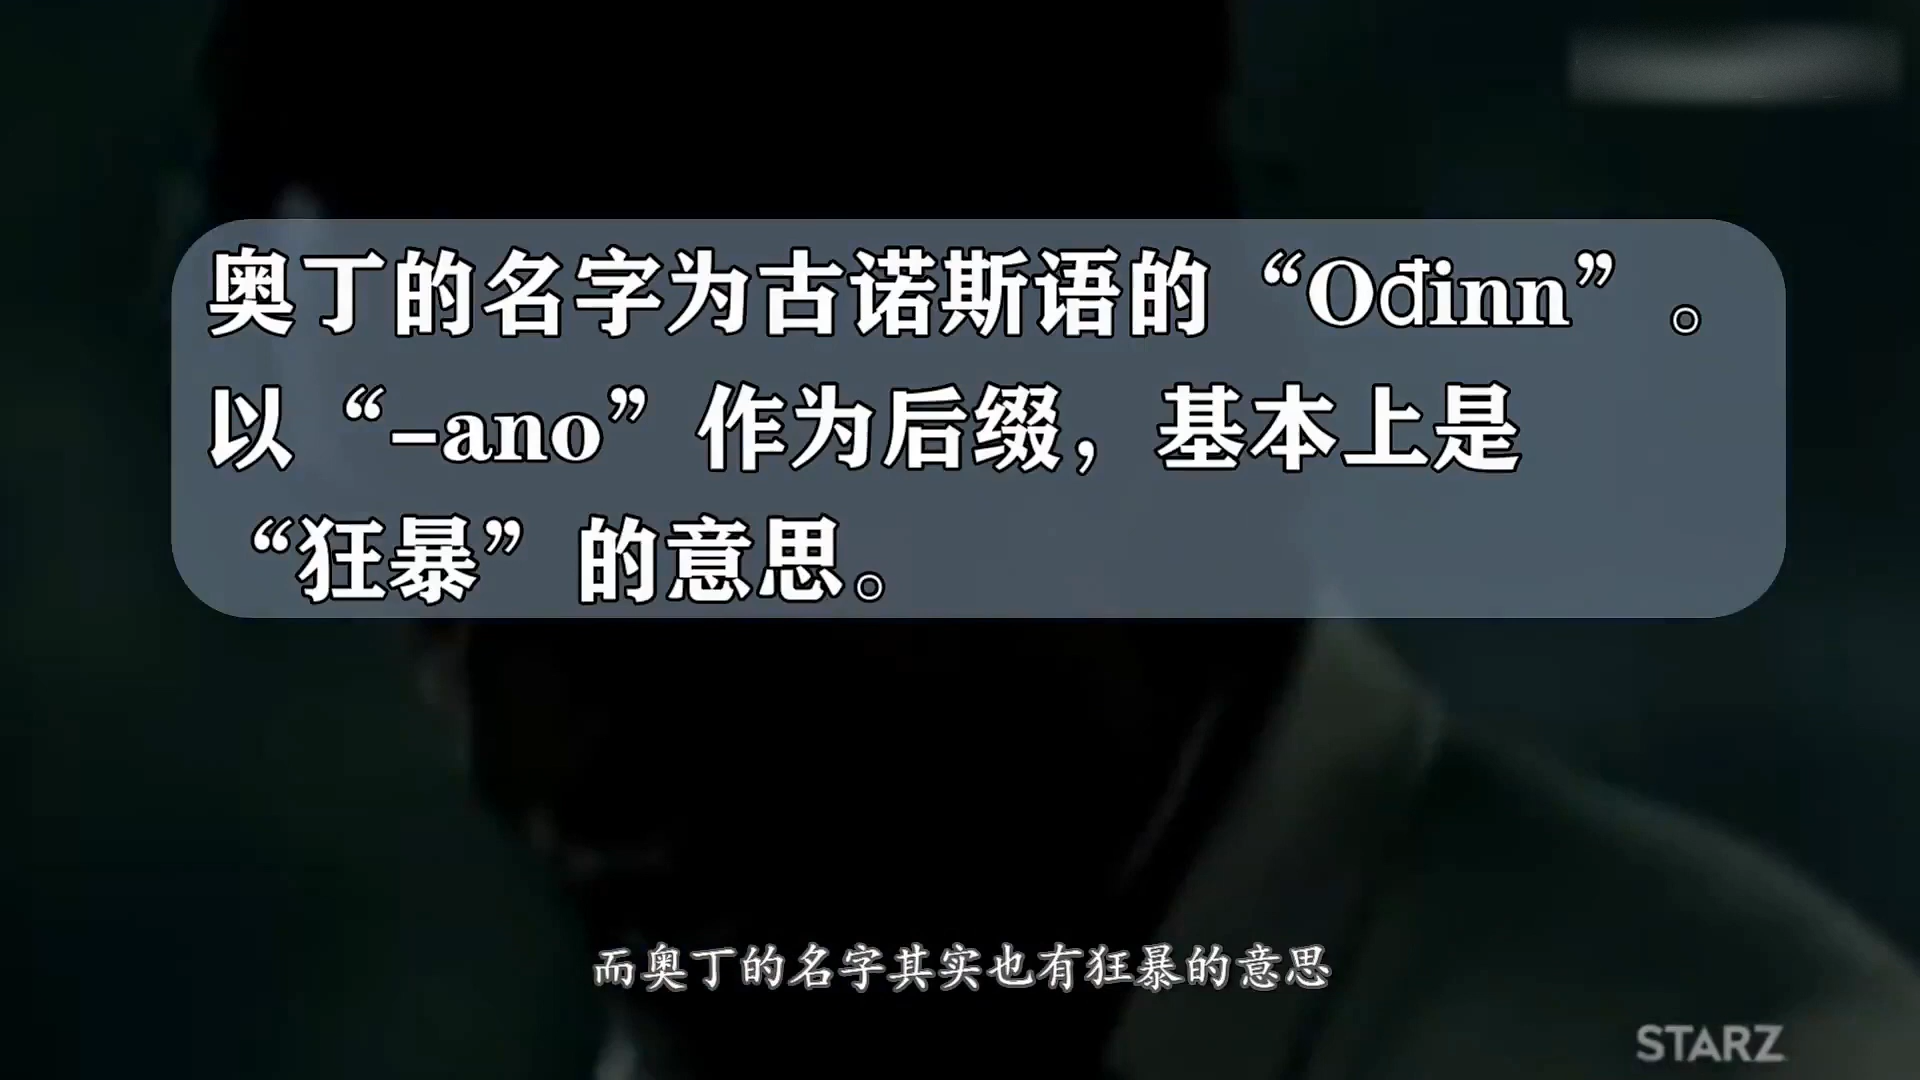 奥丁的名字为古诺斯语的“Ođinn”。
以“-ano”作为后缀，基本上是
“狂暴”的意思。
而奥丁的名字其实也有狂暴的意思
STARZ